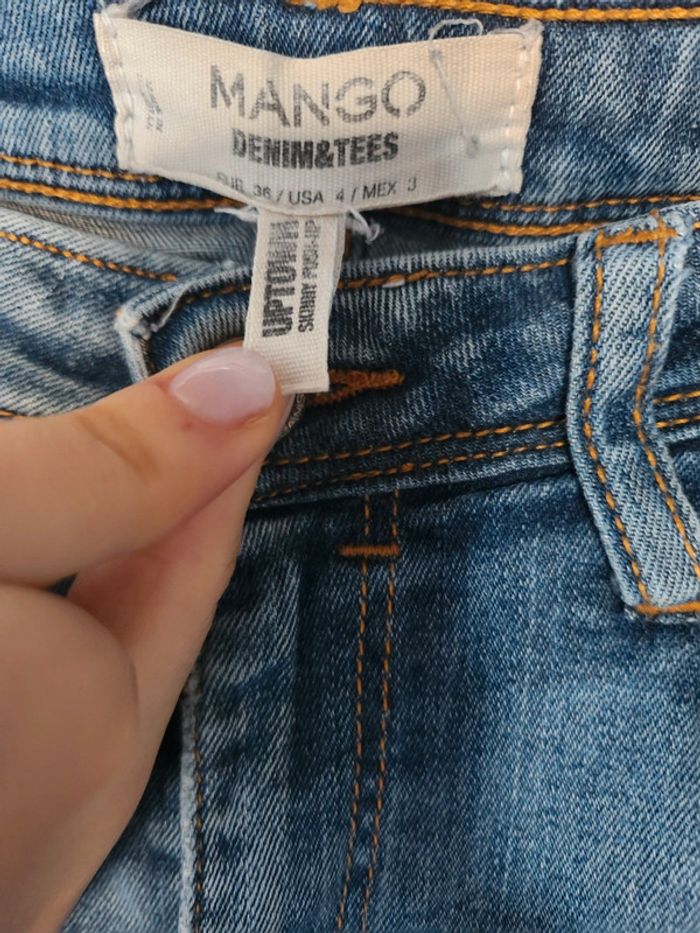 MANGO
DENIM&TEES
EUR 36 / USA 4 / MEX 3
UPTOWN
SKINNY PUSH-UP